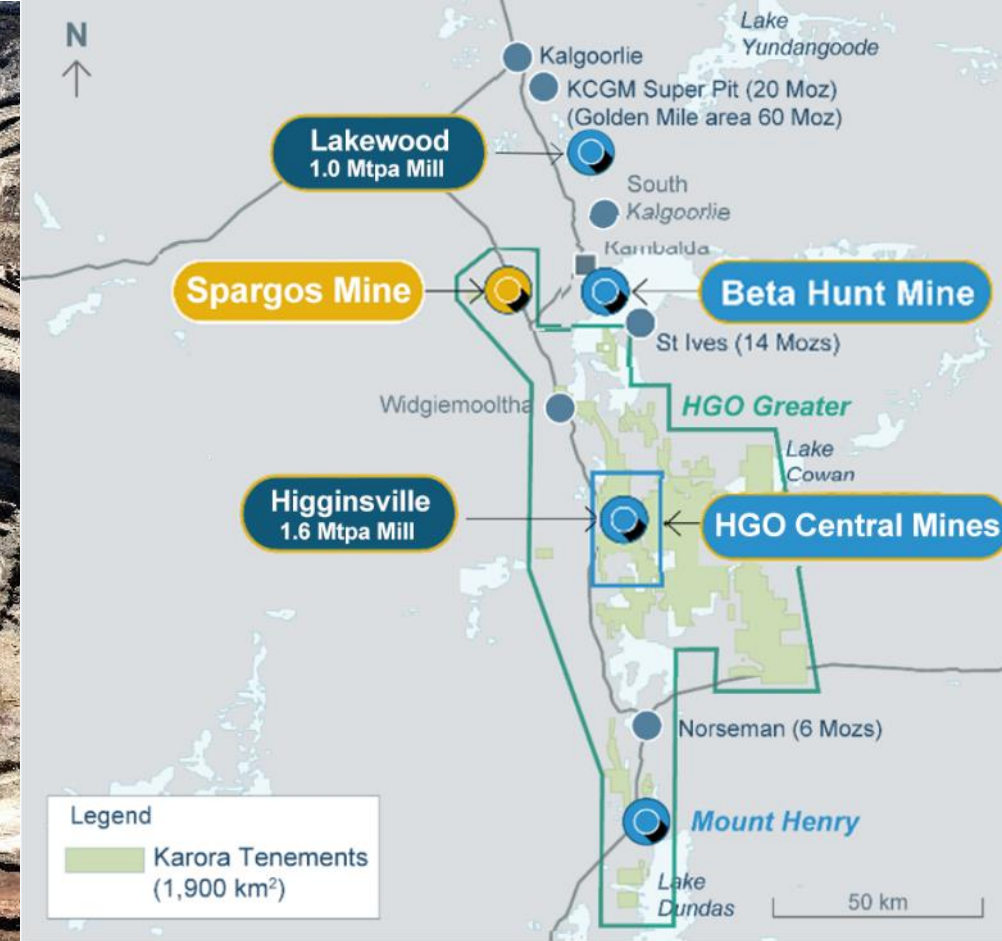 N
Lake
Yundangoode
Kalgoorlie
KCGM Super Pit (20 Moz)
(Golden Mile area 60 Moz)
Lakewood
1.0 Mtpa Mill
South
Kalgoorlie
Kambalda
Spargos Mine
Beta Hunt Mine
St Ives (14 Mozs)
Widgiemooltha
HGO Greater
Lake
Cowan
Higginsville
1.6 Mtpa Mill
HGO Central Mines
Norseman (6 Mozs)
Mount Henry
Legend
Karora Tenements
(1,900 km²)
Lake
Dundas
50 km